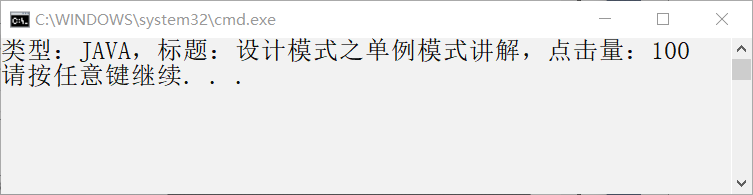 C:\WINDOWS\system32\cmd.exe
类型：JAVA，标题：设计模式之单例模式讲解，点击量：100
请按任意键继续. . .